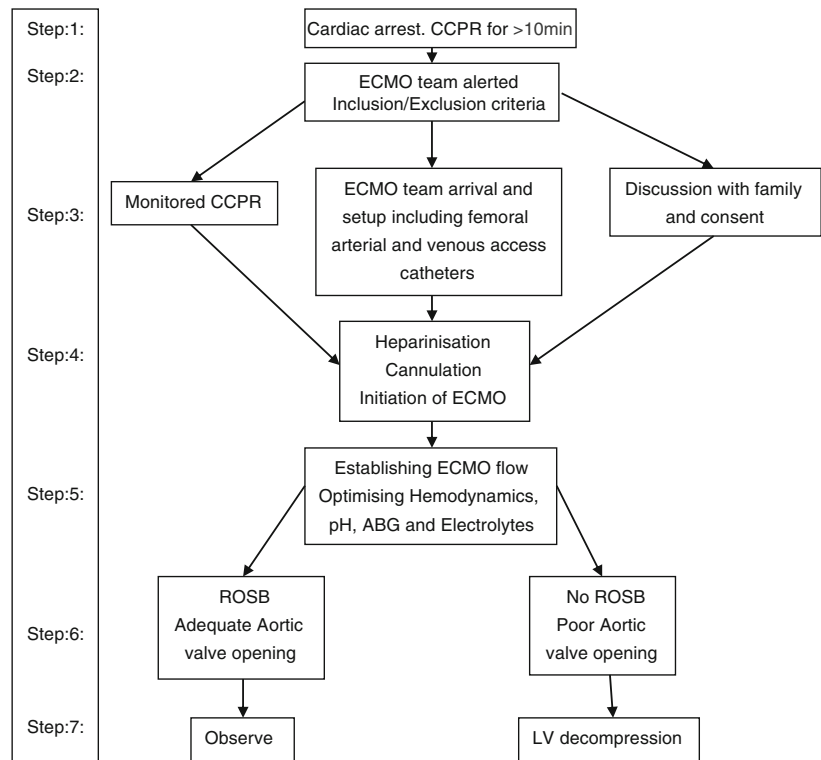 Step:1:
Cardiac arrest. CCPR for >10min
Step:2:
ECMO team alerted
Inclusion/Exclusion criteria
Step:3:
Monitored CCPR
ECMO team arrival and
setup including femoral
arterial and venous access
catheters
Discussion with family
and consent
Step:4:
Heparinisation
Cannulation
Initiation of ECMO
Step:5:
Establishing ECMO flow
Optimising Hemodynamics,
pH, ABG and Electrolytes
Step:6:
ROSB
Adequate Aortic
valve opening
No ROSB
Poor Aortic
valve opening
Step:7:
Observe
LV decompression